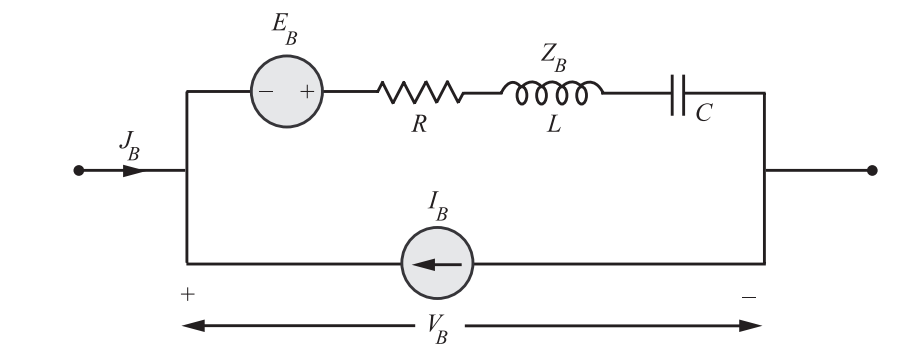 E_B
− +
Z_B
R L C
J_B
I_B
+ −
V_B